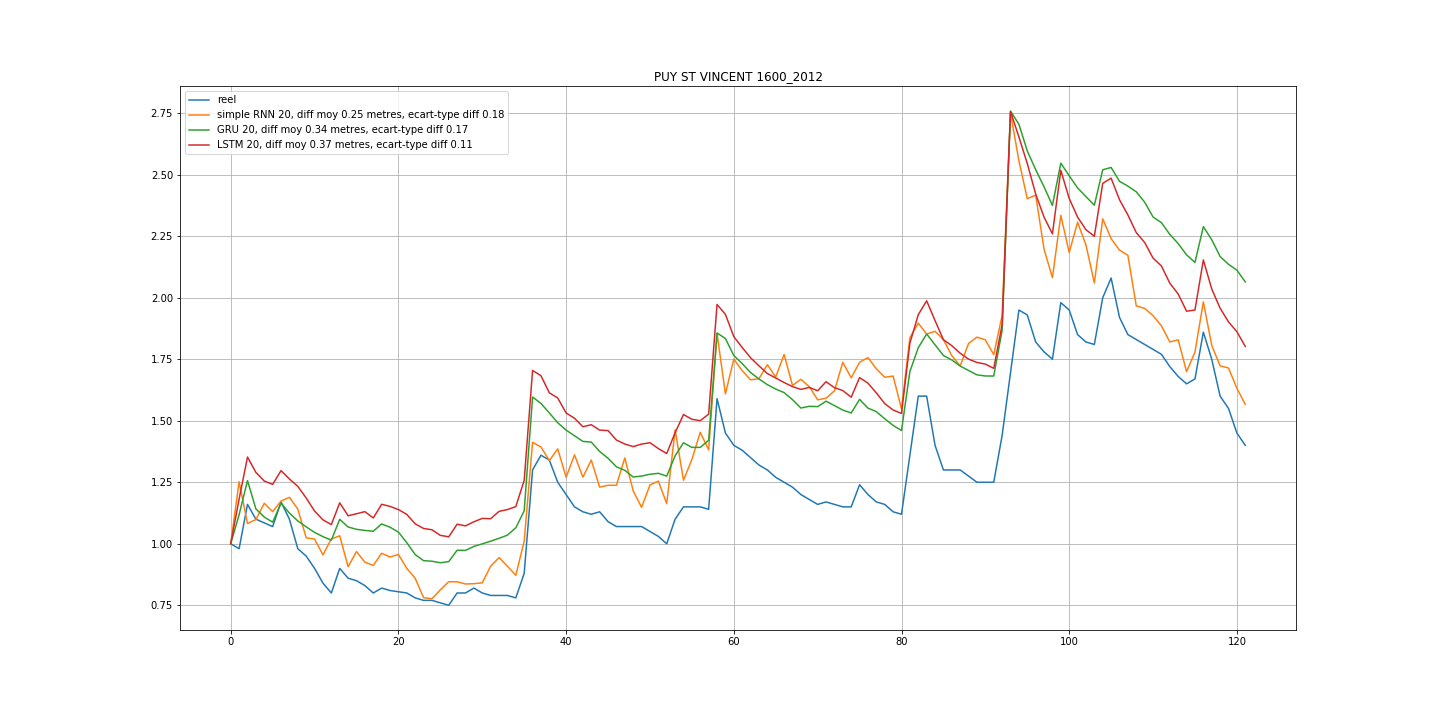 PUY ST VINCENT 1600_2012
reel
simple RNN 20, diff moy 0.25 metres, ecart-type diff 0.18
GRU 20, diff moy 0.34 metres, ecart-type diff 0.17
LSTM 20, diff moy 0.37 metres, ecart-type diff 0.11
2.75
2.50
2.25
2.00
1.75
1.50
1.25
1.00
0.75
0 20 40 60 80 100 120